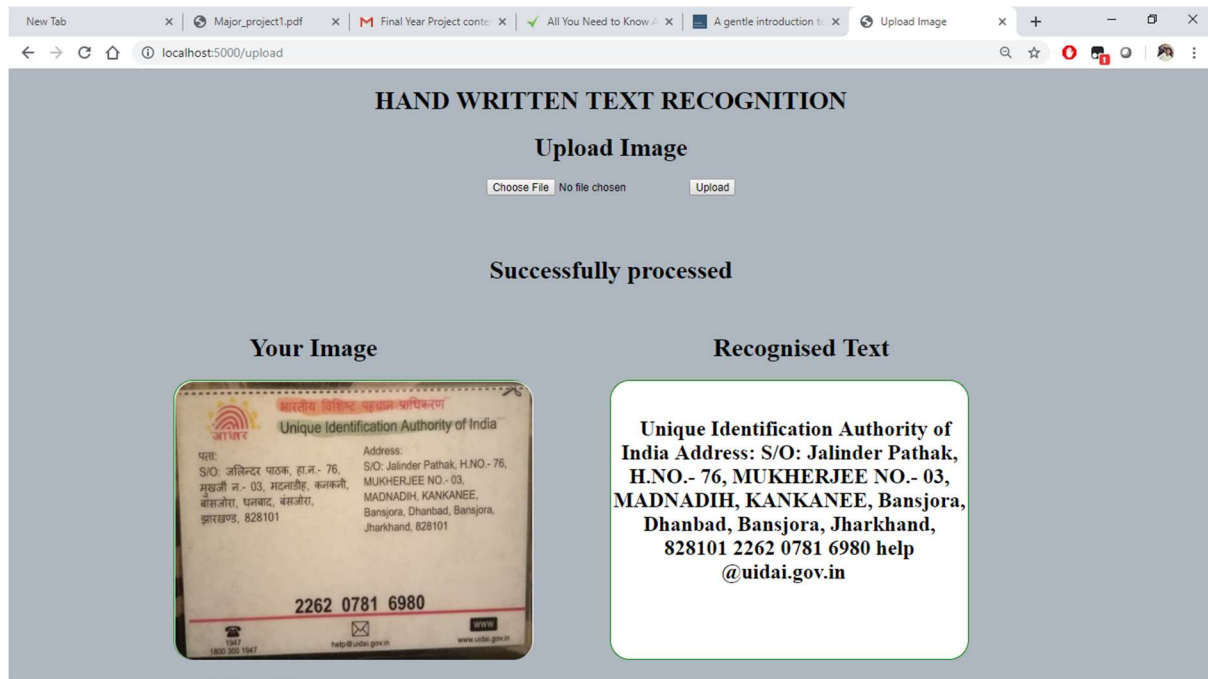 New Tab
Major_project1.pdf
Final Year Project conte
All You Need to Know
A gentle introduction to
Upload Image
localhost:5000/upload
1
HAND WRITTEN TEXT RECOGNITION
Upload Image
Choose File No file chosen Upload
Successfully processed
Your Image
भारतीय विशिष्ट पहचान प्राधिकरण
आधार
Unique Identification Authority of India
पता:
S/O: जलिन्दर पाठक, हा.न.- 76,
मुखर्जी न.- 03, मदनाडीह, कनकनी,
बांसजोरा, धनबाद, बंसजोरा,
झारखण्ड, 828101
Address:
S/O: Jalinder Pathak, H.NO.- 76,
MUKHERJEE NO.- 03,
MADNADIH, KANKANEE,
Bansjora, Dhanbad, Bansjora,
Jharkhand, 828101
2262 0781 6980
1947
1800 300 1947
help@uidai.gov.in
WWW
www.uidai.gov.in
Recognised Text
Unique Identification Authority of
India Address: S/O: Jalinder Pathak,
H.NO.- 76, MUKHERJEE NO.- 03,
MADNADIH, KANKANEE, Bansjora,
Dhanbad, Bansjora, Jharkhand,
828101 2262 0781 6980 help
@uidai.gov.in